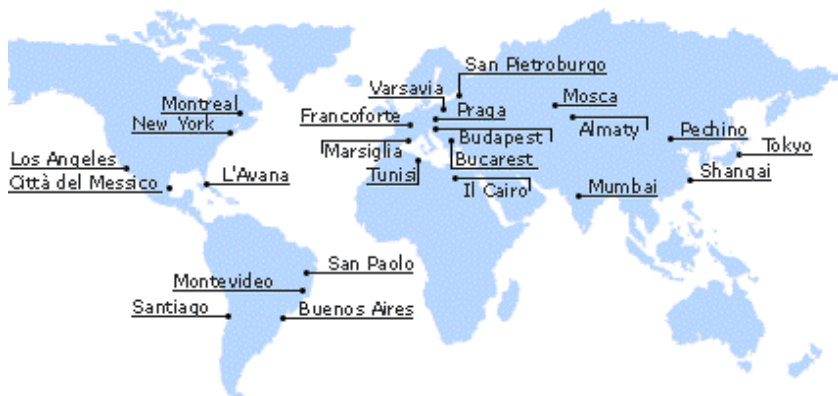 San Pietroburgo
Varsavia
Mosca
Montreal
Francoforte
Praga
New York
Budapest
Almaty
Pechino
Tokyo
Los Angeles
Marsiglia
Bucarest
Città del Messico
L'Avana
Tunisi
Il Cairo
Mumbai
Shangai
San Paolo
Montevideo
Santiago
Buenos Aires